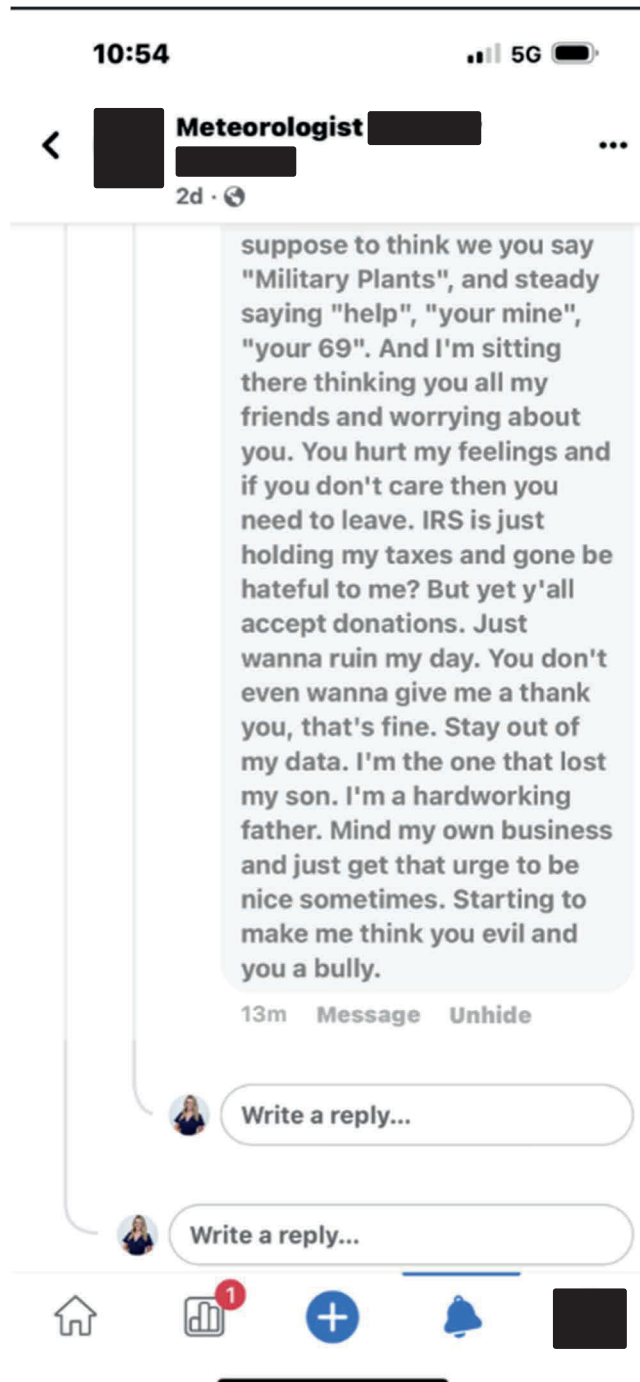 10:54
5G
Meteorologist
2d ·
suppose to think we you say
"Military Plants", and steady
saying "help", "your mine",
"your 69". And I'm sitting
there thinking you all my
friends and worrying about
you. You hurt my feelings and
if you don't care then you
need to leave. IRS is just
holding my taxes and gone be
hateful to me? But yet y'all
accept donations. Just
wanna ruin my day. You don't
even wanna give me a thank
you, that's fine. Stay out of
my data. I'm the one that lost
my son. I'm a hardworking
father. Mind my own business
and just get that urge to be
nice sometimes. Starting to
make me think you evil and
you a bully.
13m Message Unhide
Write a reply...
Write a reply...
1